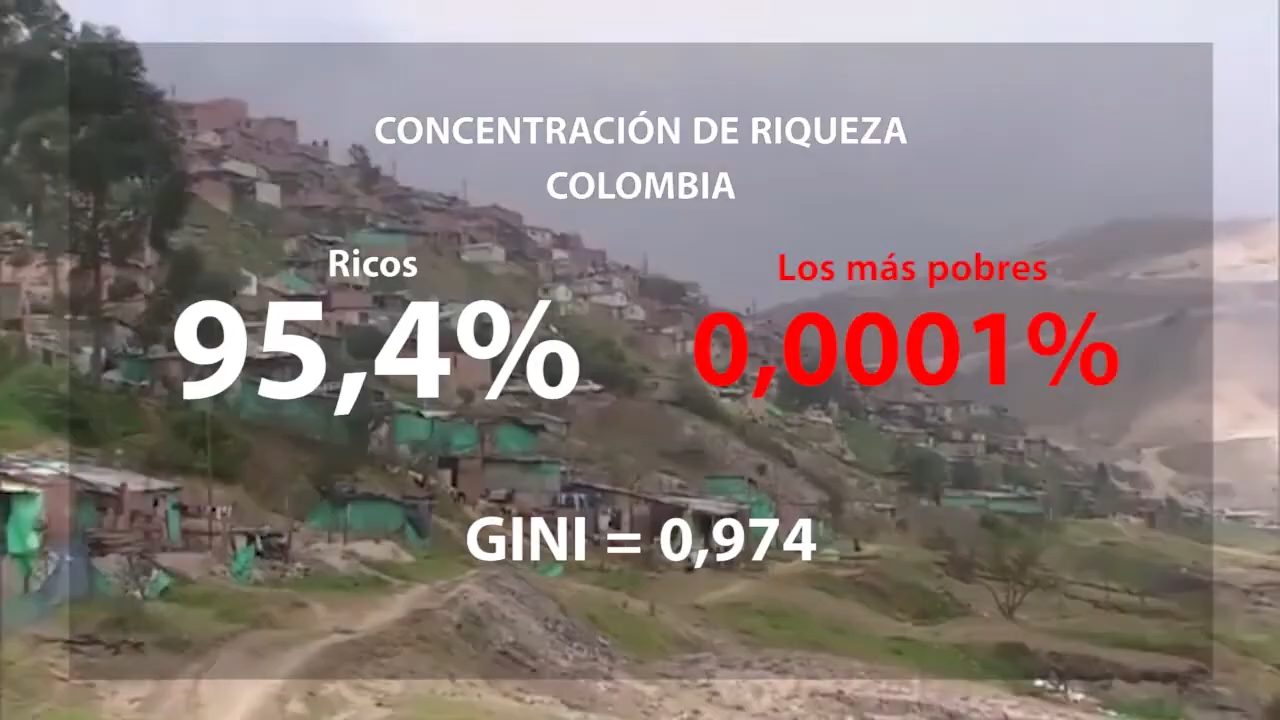 CONCENTRACIÓN DE RIQUEZA
COLOMBIA
Ricos
95,4%
Los más pobres
0,0001%
GINI = 0,974